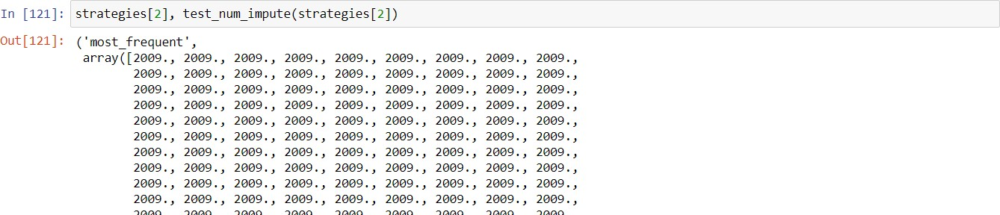 In [121]: strategies[2], test_num_impute(strategies[2])
Out[121]: ('most_frequent',
array([2009., 2009., 2009., 2009., 2009., 2009., 2009., 2009., 2009.,
2009., 2009., 2009., 2009., 2009., 2009., 2009., 2009., 2009.,
2009., 2009., 2009., 2009., 2009., 2009., 2009., 2009., 2009.,
2009., 2009., 2009., 2009., 2009., 2009., 2009., 2009., 2009.,
2009., 2009., 2009., 2009., 2009., 2009., 2009., 2009., 2009.,
2009., 2009., 2009., 2009., 2009., 2009., 2009., 2009., 2009.,
2009., 2009., 2009., 2009., 2009., 2009., 2009., 2009., 2009.,
2009., 2009., 2009., 2009., 2009., 2009., 2009., 2009., 2009.,
2009., 2009., 2009., 2009., 2009., 2009., 2009., 2009., 2009.,
2009., 2009., 2009., 2009., 2009., 2009., 2009., 2009., 2009.,